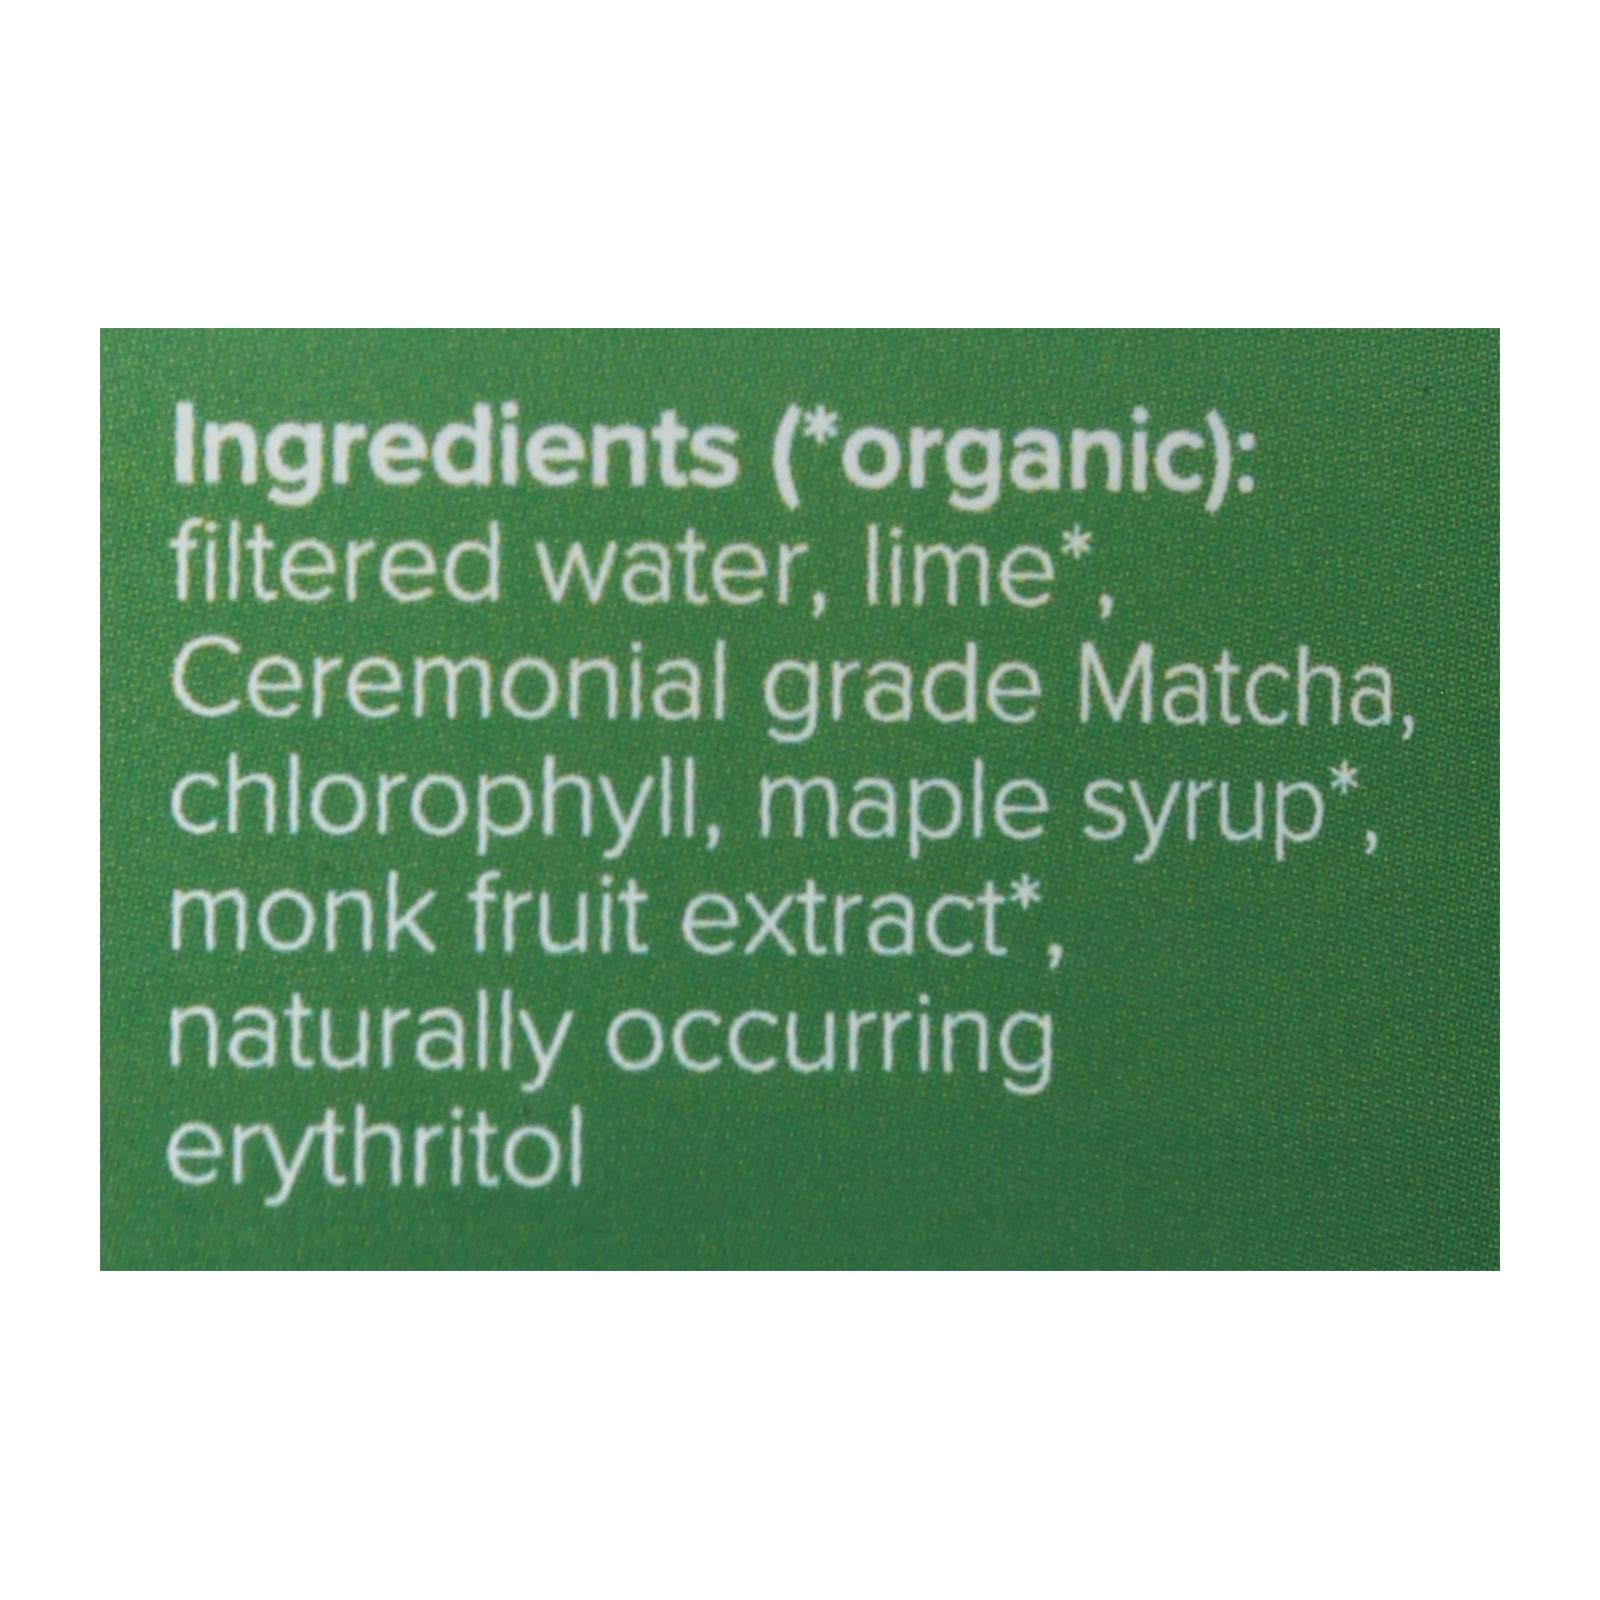 Ingredients (*organic):
filtered water, lime*,
Ceremonial grade Matcha,
chlorophyll, maple syrup*,
monk fruit extract*,
naturally occurring
erythritol